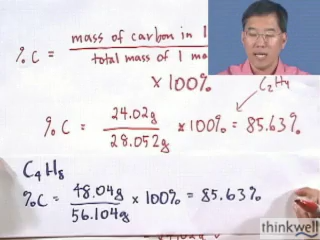 %C = mass of carbon in 1
total mass of 1 mo
× 100%
C₂H₄
%C = 24.02g / 28.052g × 100% = 85.63%
C₄H₈
%C = 48.04g / 56.104g × 100% = 85.63%
thinkwell